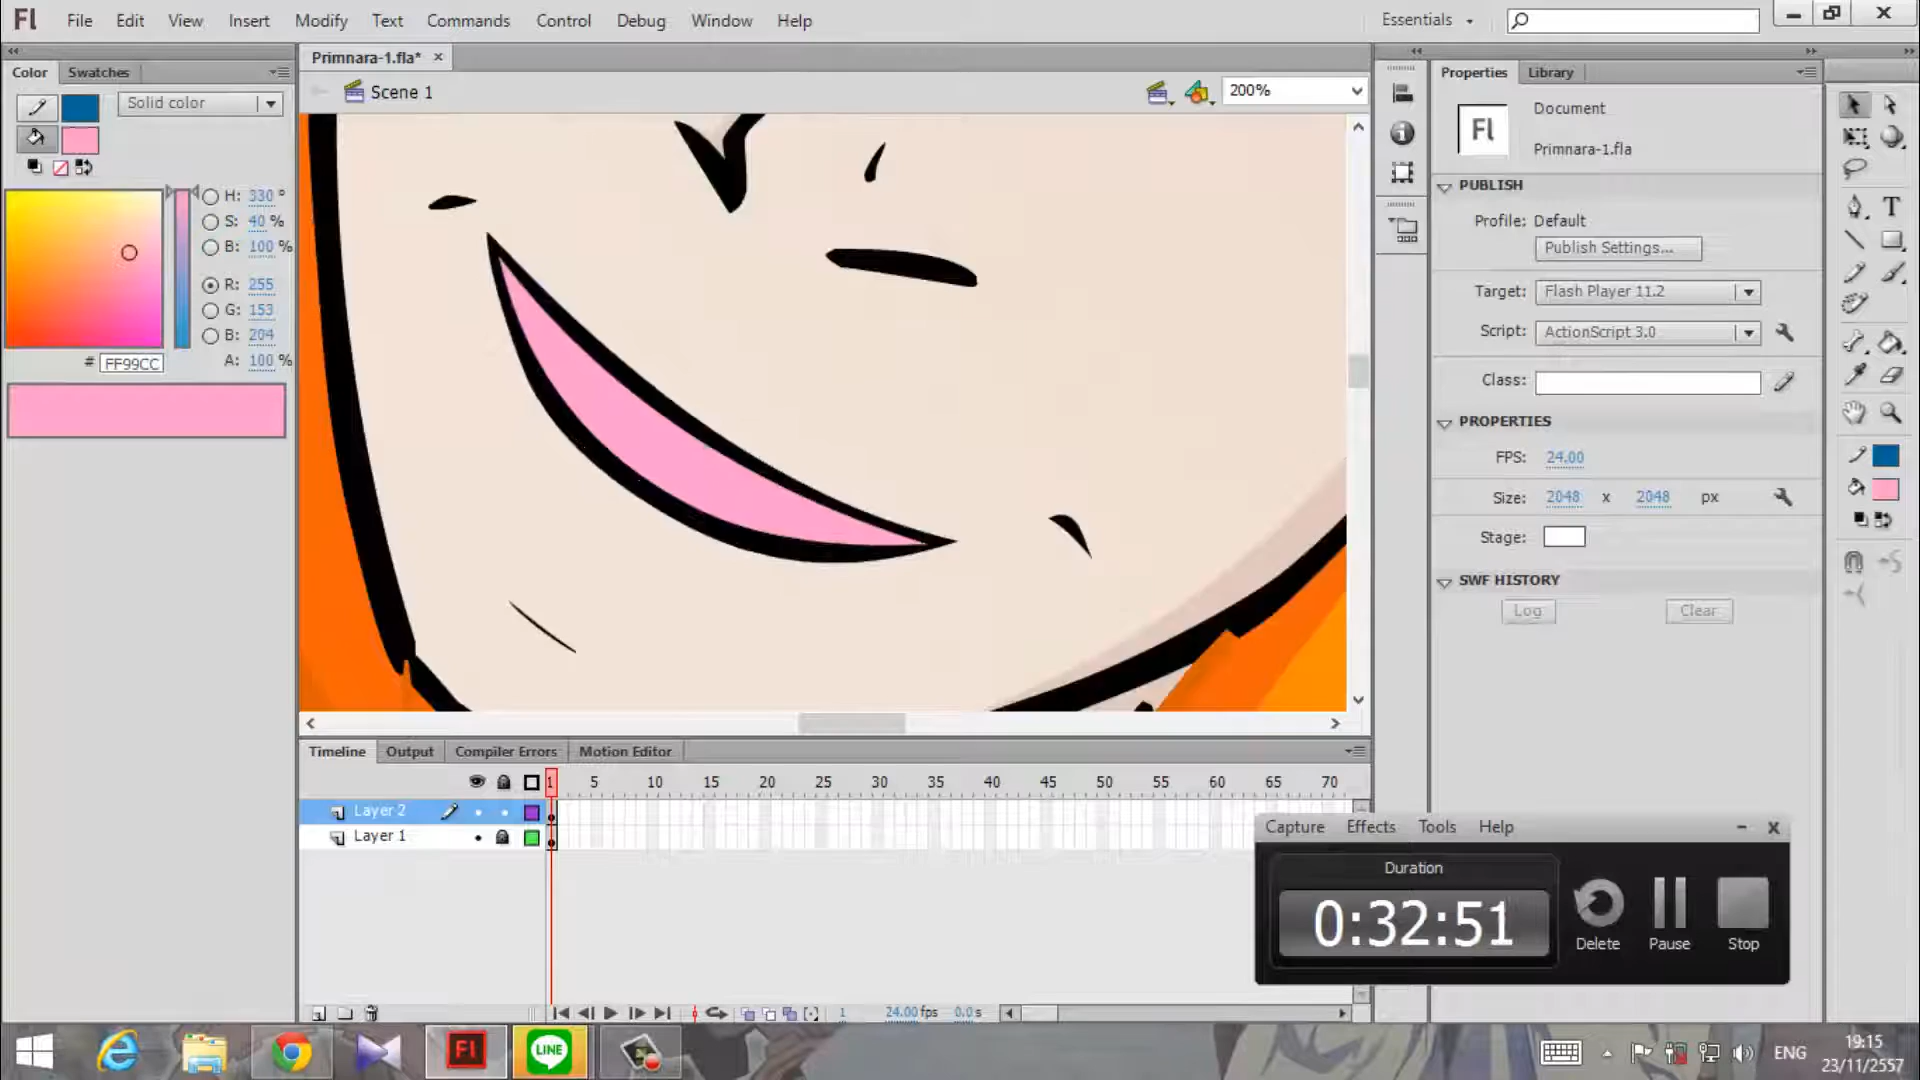 Fl File Edit View Insert Modify Text Commands Control Debug Window Help Essentials
Color Swatches
Primnara-1.fla* ×
Properties Library
Solid color
Scene 1
200%
Fl
Document
Primnara-1.fla
H: 330 °
S: 40 %
B: 100 %
R: 255
G: 153
B: 204
A: 100 %
# FF99CC
PUBLISH
Profile: Default
Publish Settings...
Target: Flash Player 11.2
Script: ActionScript 3.0
Class:
PROPERTIES
FPS: 24.00
Size: 2048 x 2048 px
Stage:
SWF HISTORY
Log Clear
T
Timeline Output Compiler Errors Motion Editor
1 5 10 15 20 25 30 35 40 45 50 55 60 65 70
Layer 2
Layer 1
1 24.00 fps 0.0 s
Capture Effects Tools Help
Duration
0:32:51
Delete Pause Stop
Fl
LINE
ENG
19:15
23/11/2557